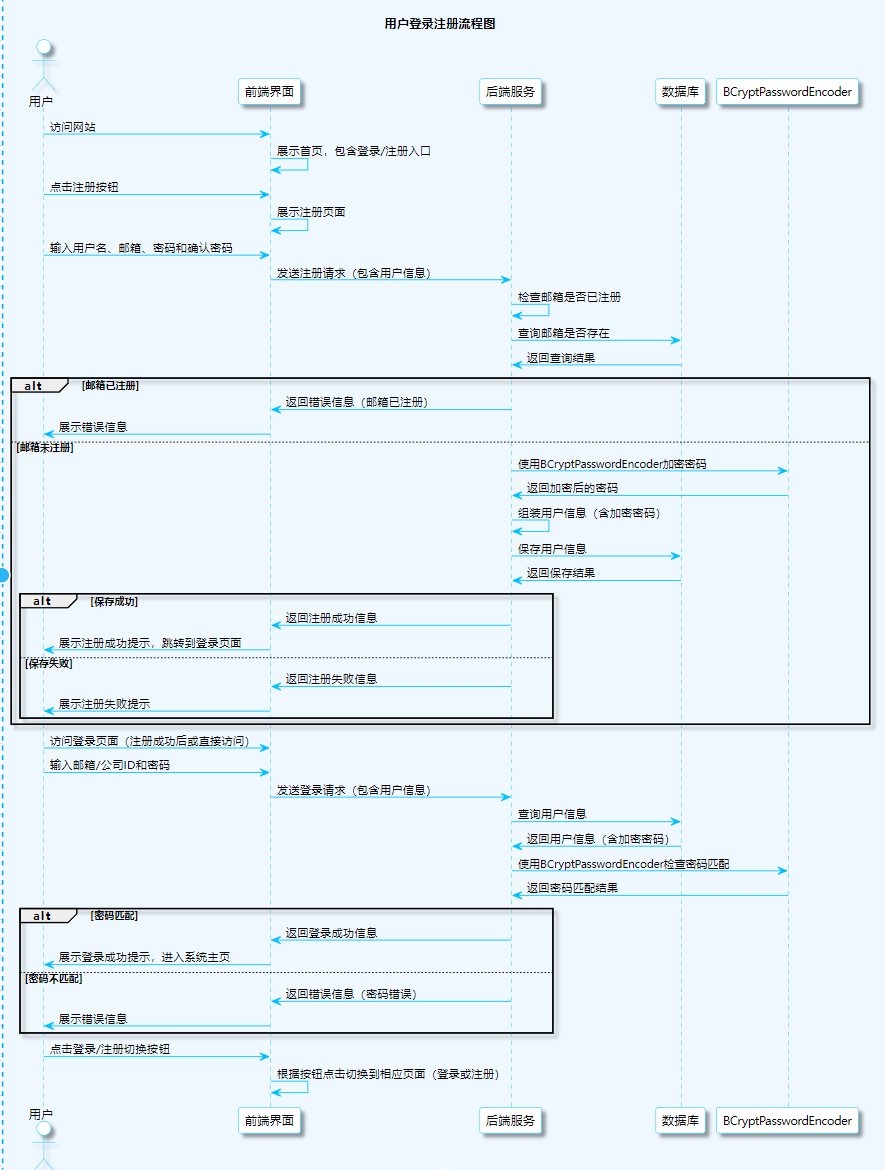 用户登录注册流程图
用户
前端界面
后端服务
数据库
BCryptPasswordEncoder
访问网站
展示首页，包含登录/注册入口
点击注册按钮
展示注册页面
输入用户名、邮箱、密码和确认密码
发送注册请求（包含用户信息）
检查邮箱是否已注册
查询邮箱是否存在
返回查询结果
alt [邮箱已注册]
返回错误信息（邮箱已注册）
展示错误信息
[邮箱未注册]
使用BCryptPasswordEncoder加密密码
返回加密后的密码
组装用户信息（含加密密码）
保存用户信息
返回保存结果
alt [保存成功]
返回注册成功信息
展示注册成功提示，跳转到登录页面
[保存失败]
返回注册失败信息
展示注册失败提示
访问登录页面（注册成功后或直接访问）
输入邮箱/公司ID和密码
发送登录请求（包含用户信息）
查询用户信息
返回用户信息（含加密密码）
使用BCryptPasswordEncoder检查密码匹配
返回密码匹配结果
alt [密码匹配]
返回登录成功信息
展示登录成功提示，进入系统主页
[密码不匹配]
返回错误信息（密码错误）
展示错误信息
点击登录/注册切换按钮
根据按钮点击切换到相应页面（登录或注册）
用户
前端界面
后端服务
数据库
BCryptPasswordEncoder